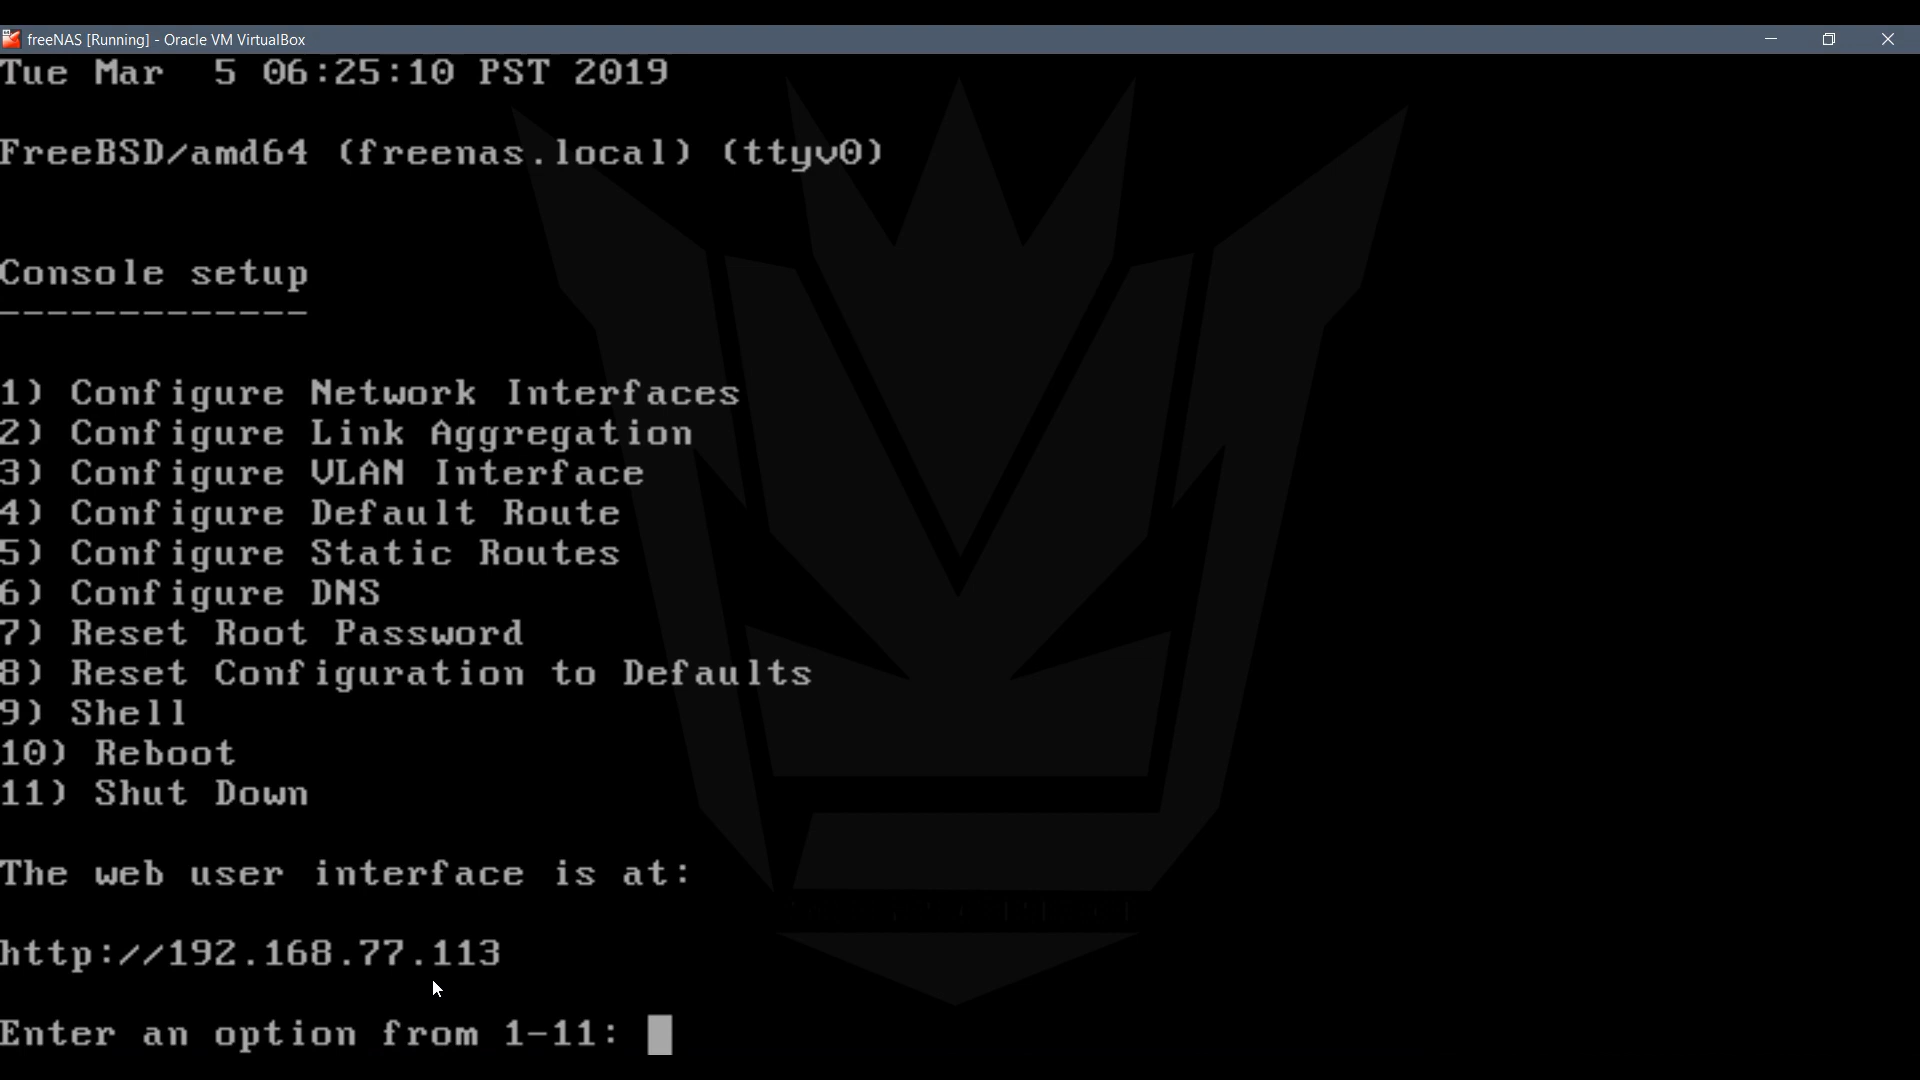 freeNAS [Running] - Oracle VM VirtualBox
Tue Mar  5 06:25:10 PST 2019
FreeBSD/amd64 (freenas.local) (ttyv0)
Console setup
-------------
1) Configure Network Interfaces
2) Configure Link Aggregation
3) Configure VLAN Interface
4) Configure Default Route
5) Configure Static Routes
6) Configure DNS
7) Reset Root Password
8) Reset Configuration to Defaults
9) Shell
10) Reboot
11) Shut Down
The web user interface is at:
http://192.168.77.113
Enter an option from 1-11: